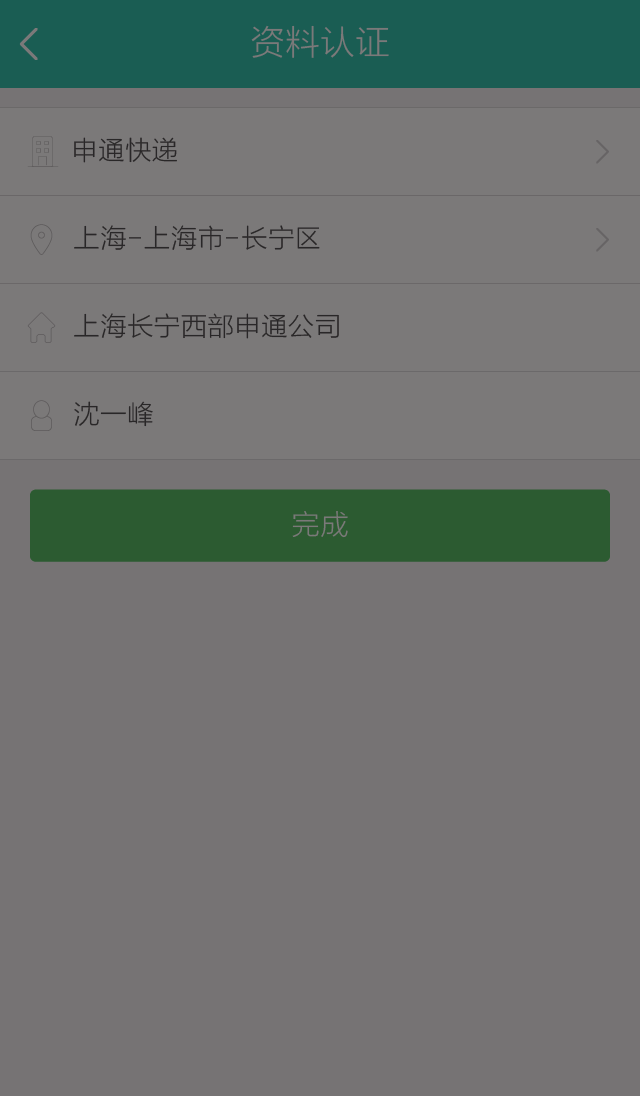 资料认证
申通快递
上海-上海市-长宁区
上海长宁西部申通公司
沈一峰
完成